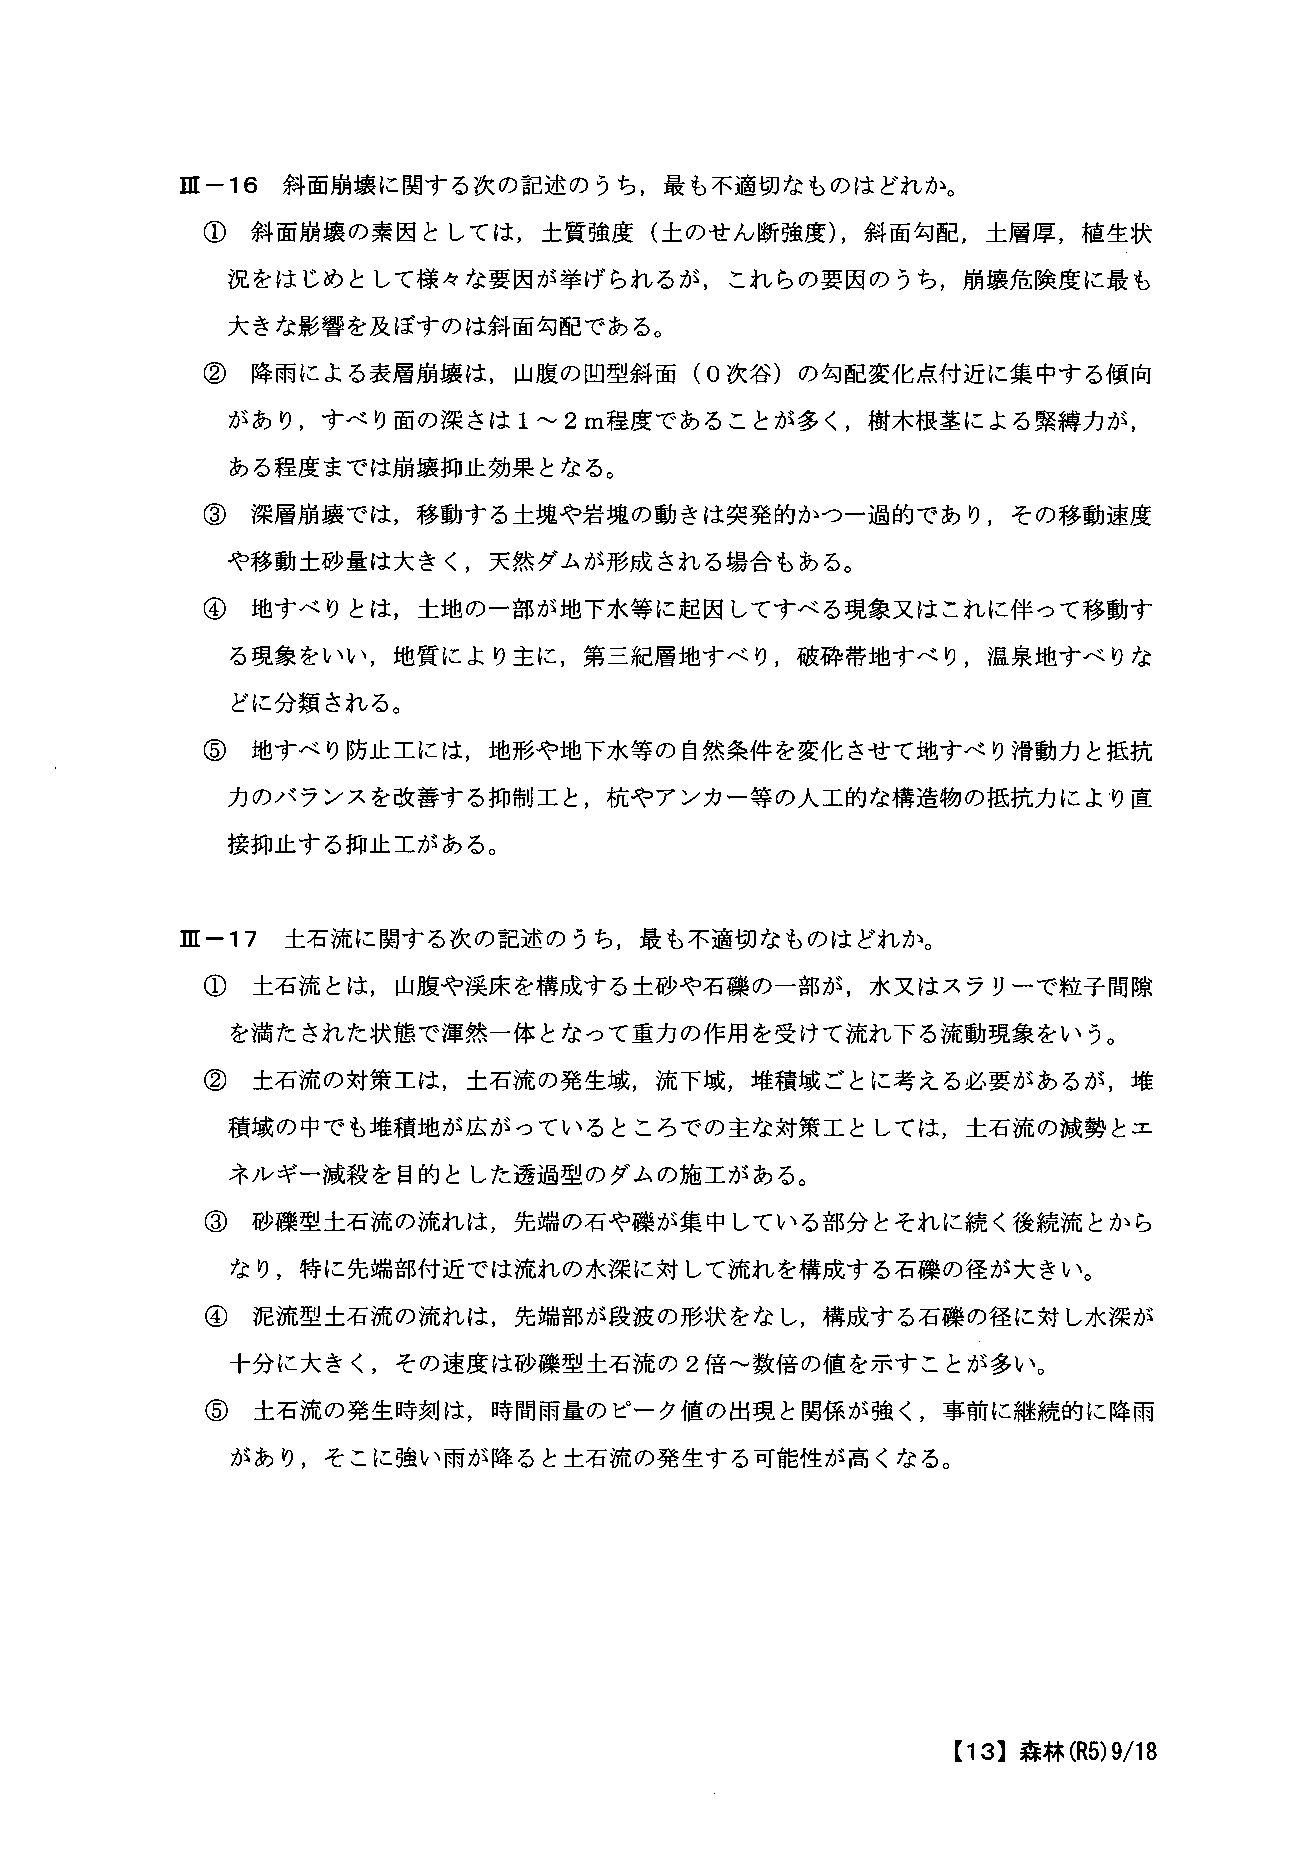 Ⅲ－16　斜面崩壊に関する次の記述のうち，最も不適切なものはどれか。
①　斜面崩壊の素因としては，土質強度（土のせん断強度），斜面勾配，土層厚，植生状
況をはじめとして様々な要因が挙げられるが，これらの要因のうち，崩壊危険度に最も
大きな影響を及ぼすのは斜面勾配である。
②　降雨による表層崩壊は，山腹の凹型斜面（０次谷）の勾配変化点付近に集中する傾向
があり，すべり面の深さは１～２ｍ程度であることが多く，樹木根茎による緊縛力が，
ある程度までは崩壊抑止効果となる。
③　深層崩壊では，移動する土塊や岩塊の動きは突発的かつ一過的であり，その移動速度
や移動土砂量は大きく，天然ダムが形成される場合もある。
④　地すべりとは，土地の一部が地下水等に起因してすべる現象又はこれに伴って移動す
る現象をいい，地質により主に，第三紀層地すべり，破砕帯地すべり，温泉地すべりな
どに分類される。
⑤　地すべり防止工には，地形や地下水等の自然条件を変化させて地すべり滑動力と抵抗
力のバランスを改善する抑制工と，杭やアンカー等の人工的な構造物の抵抗力により直
接抑止する抑止工がある。
Ⅲ－17　土石流に関する次の記述のうち，最も不適切なものはどれか。
①　土石流とは，山腹や渓床を構成する土砂や石礫の一部が，水又はスラリーで粒子間隙
を満たされた状態で渾然一体となって重力の作用を受けて流れ下る流動現象をいう。
②　土石流の対策工は，土石流の発生域，流下域，堆積域ごとに考える必要があるが，堆
積域の中でも堆積地が広がっているところでの主な対策工としては，土石流の減勢とエ
ネルギー減殺を目的とした透過型のダムの施工がある。
③　砂礫型土石流の流れは，先端の石や礫が集中している部分とそれに続く後続流とから
なり，特に先端部付近では流れの水深に対して流れを構成する石礫の径が大きい。
④　泥流型土石流の流れは，先端部が段波の形状をなし，構成する石礫の径に対し水深が
十分に大きく，その速度は砂礫型土石流の２倍～数倍の値を示すことが多い。
⑤　土石流の発生時刻は，時間雨量のピーク値の出現と関係が強く，事前に継続的に降雨
があり，そこに強い雨が降ると土石流の発生する可能性が高くなる。
【13】森林(R5)9/18